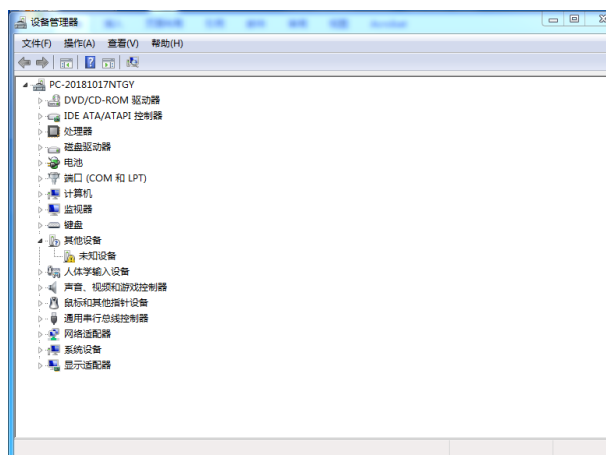 设备管理器
文件(F) 操作(A) 查看(V) 帮助(H)
PC-20181017NTGY
DVD/CD-ROM 驱动器
IDE ATA/ATAPI 控制器
处理器
磁盘驱动器
电池
端口 (COM 和 LPT)
计算机
监视器
键盘
其他设备
未知设备
人体学输入设备
声音、视频和游戏控制器
鼠标和其他指针设备
通用串行总线控制器
网络适配器
系统设备
显示适配器